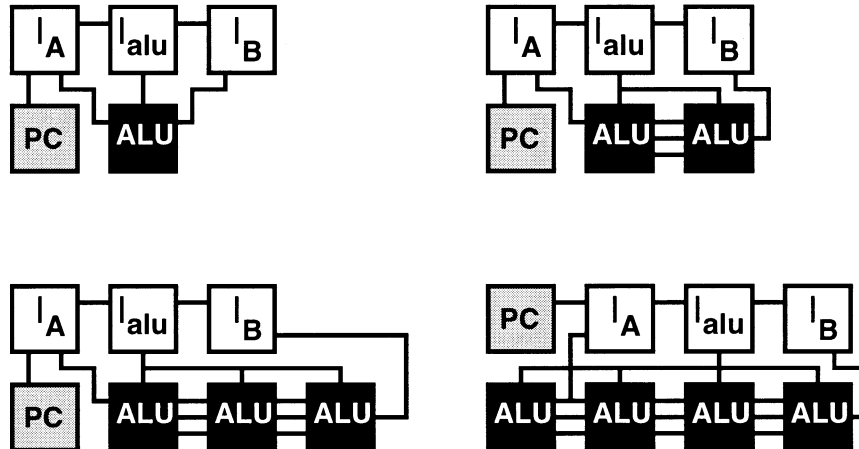 I_A I_alu I_B I_A I_alu I_B
PC ALU PC ALU ALU
I_A I_alu I_B PC I_A I_alu I_B
PC ALU ALU ALU ALU ALU ALU ALU